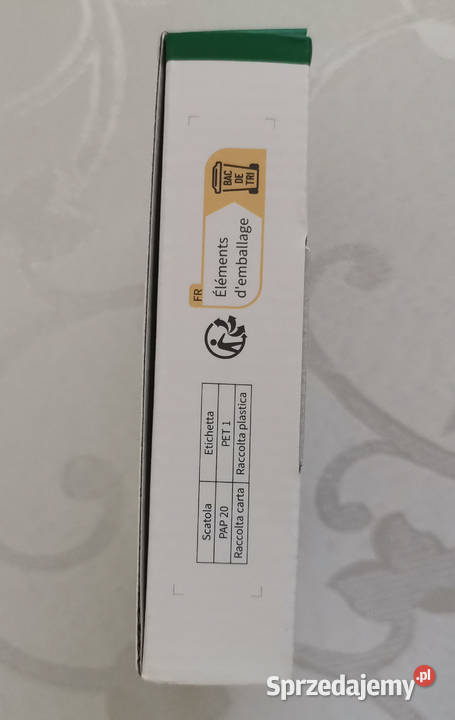 FR
Éléments
d'emballage
BAC
DE
TRI
Scatola Etichetta
PAP 20 PET 1
Raccolta carta Raccolta plastica
Sprzedajemy.pl